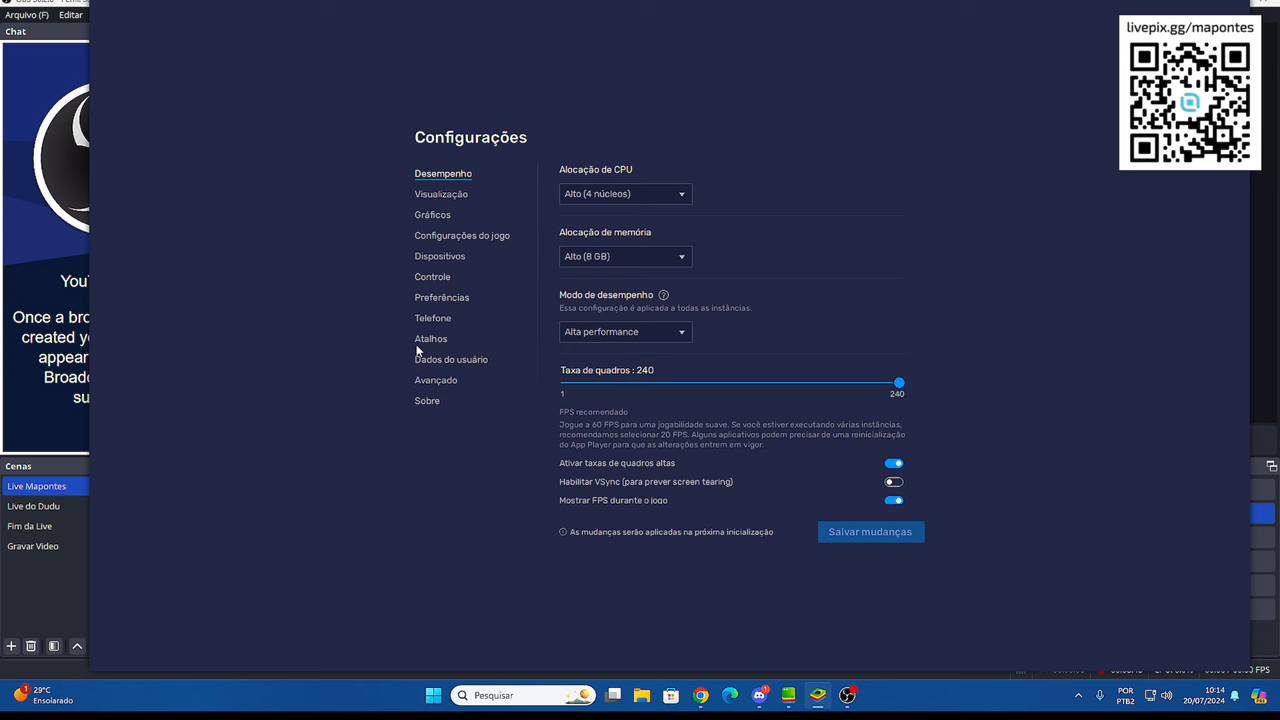 Arquivo (F) Editar
Chat
livepix.gg/mapontes
Configurações
Desempenho
Visualização
Gráficos
Configurações do jogo
Dispositivos
Controle
Preferências
Telefone
Atalhos
Dados do usuário
Avançado
Sobre
Alocação de CPU
Alto (4 núcleos)
Alocação de memória
Alto (8 GB)
Modo de desempenho
Essa configuração é aplicada a todas as instâncias.
Alta performance
Taxa de quadros : 240
1 240
FPS recomendado
Jogue a 60 FPS para uma jogabilidade suave. Se você estiver executando várias instâncias,
recomendamos selecionar 20 FPS. Alguns aplicativos podem precisar de uma reinicialização
do App Player para que as alterações entrem em vigor.
Ativar taxas de quadros altas
Habilitar VSync (para prever screen tearing)
Mostrar FPS durante o jogo
As mudanças serão aplicadas na próxima inicialização
Salvar mudanças
You
Once a bro
created yo
appear
Broad
su
Cenas
Live Mapontes
Live do Dudu
Fim da Live
Gravar Video
29°C
Ensolarado
Pesquisar
POR
PTB2
10:14
20/07/2024